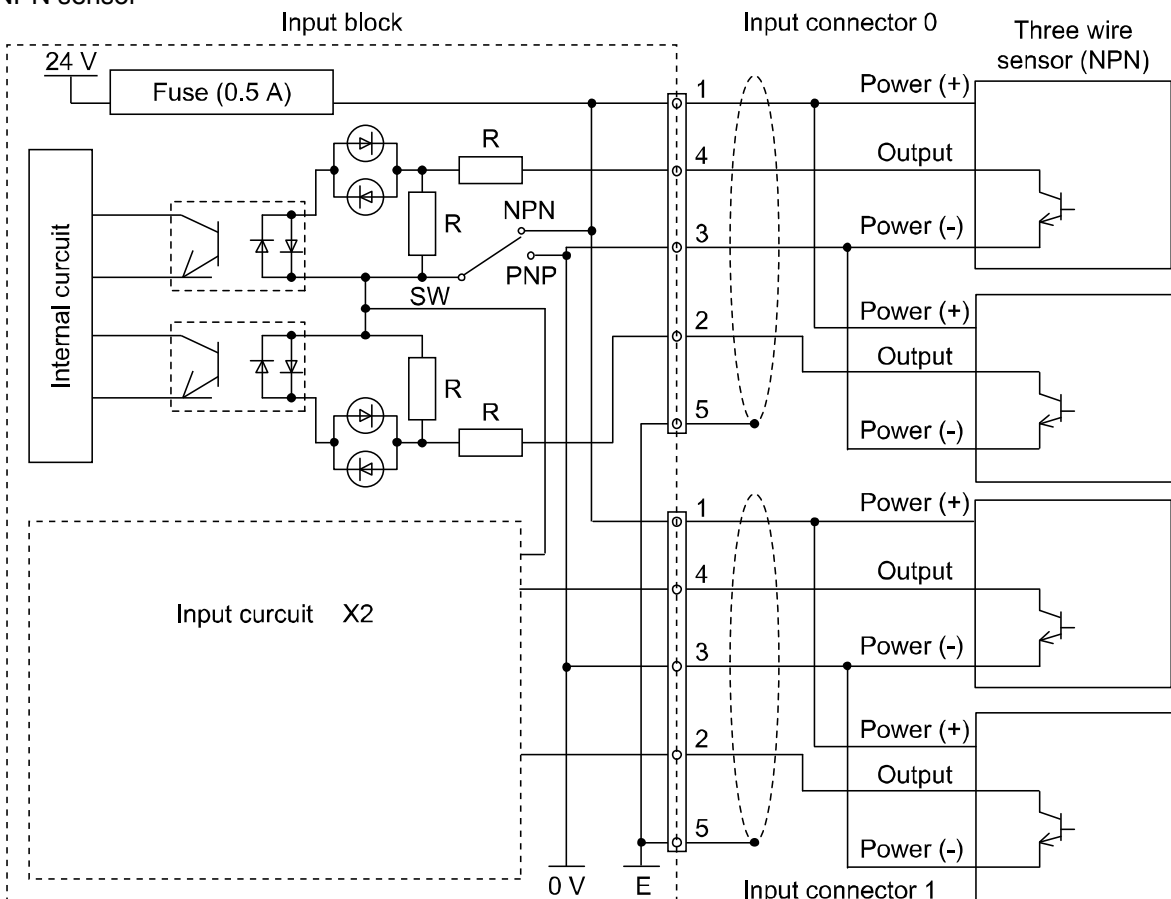 NPN sensor
Input block
Input connector 0
Three wire
sensor (NPN)
24 V
Fuse (0.5 A)
1
Power (+)
R
4
Output
NPN
R
3
Power (-)
PNP
SW
Internal curcuit
2
Power (+)
Output
R
R
5
Power (-)
1
Power (+)
4
Output
Input curcuit X2
3
Power (-)
2
Power (+)
Output
5
Power (-)
0 V
E
Input connector 1